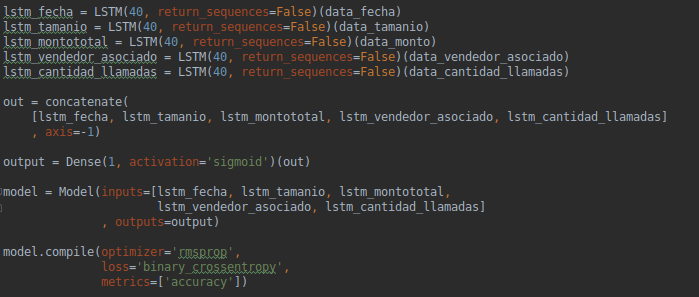 lstm_fecha = LSTM(40, return_sequences=False)(data_fecha)
lstm_tamanio = LSTM(40, return_sequences=False)(data_tamanio)
lstm_montototal = LSTM(40, return_sequences=False)(data_monto)
lstm_vendedor_asociado = LSTM(40, return_sequences=False)(data_vendedor_asociado)
lstm_cantidad_llamadas = LSTM(40, return_sequences=False)(data_cantidad_llamadas)

out = concatenate(
    [lstm_fecha, lstm_tamanio, lstm_montototal, lstm_vendedor_asociado, lstm_cantidad_llamadas]
    , axis=-1)

output = Dense(1, activation='sigmoid')(out)

model = Model(inputs=[lstm_fecha, lstm_tamanio, lstm_montototal,
                      lstm_vendedor_asociado, lstm_cantidad_llamadas]
              , outputs=output)

model.compile(optimizer='rmsprop',
              loss='binary_crossentropy',
              metrics=['accuracy'])